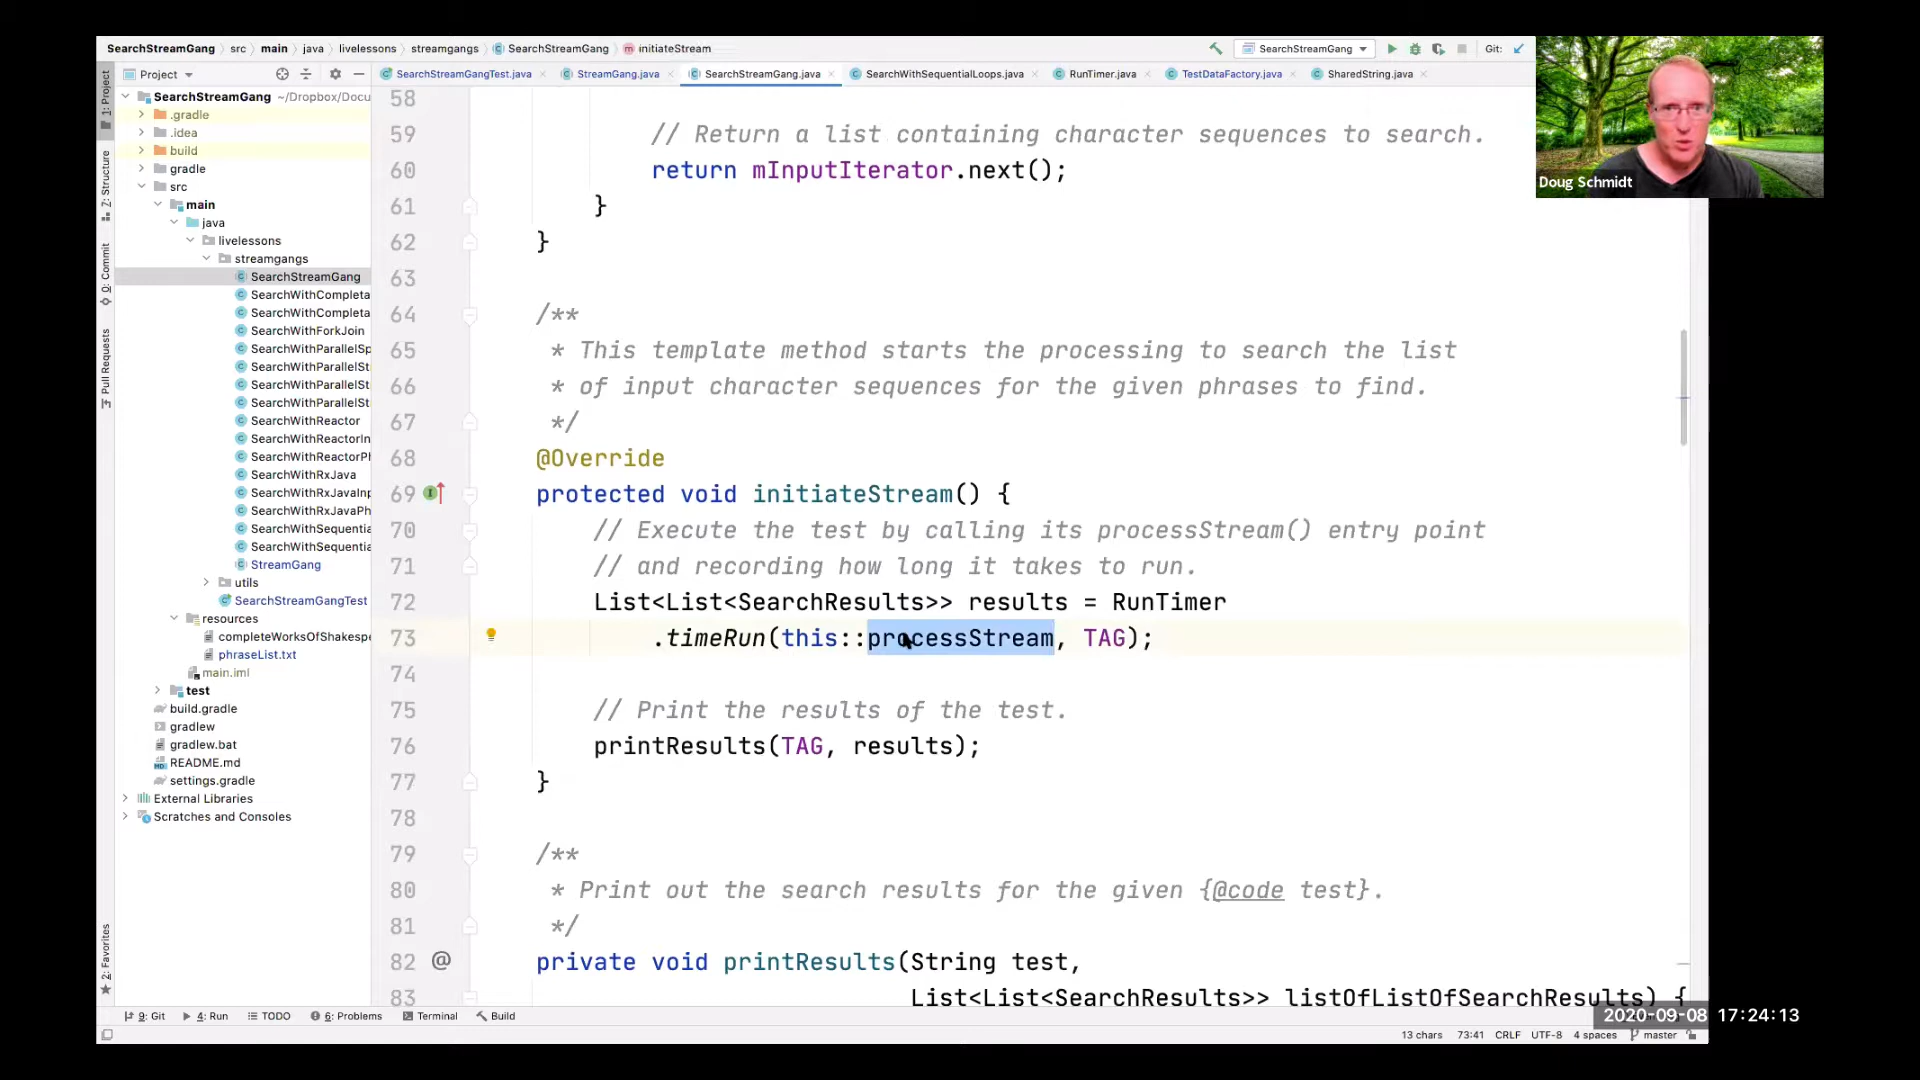 SearchStreamGang src main java livelessons streamgangs SearchStreamGang initiateStream SearchStreamGang Git:
Project SearchStreamGangTest.java StreamGang.java SearchStreamGang.java SearchWithSequentialLoops.java RunTimer.java TestDataFactory.java SharedString.java
Doug Schmidt
1: Project
Z: Structure
0: Commit
Pull Requests
2: Favorites
SearchStreamGang ~/Dropbox/Docu
.gradle
.idea
build
gradle
src
main
java
livelessons
streamgangs
SearchStreamGang
SearchWithCompleta
SearchWithCompleta
SearchWithForkJoin
SearchWithParallelSp
SearchWithParallelSt
SearchWithParallelSt
SearchWithParallelSt
SearchWithReactor
SearchWithReactorIn
SearchWithReactorPh
SearchWithRxJava
SearchWithRxJavaInp
SearchWithRxJavaPh
SearchWithSequentia
SearchWithSequentia
StreamGang
utils
SearchStreamGangTest
resources
completeWorksOfShakespe
phraseList.txt
main.iml
test
build.gradle
gradlew
gradlew.bat
README.md
settings.gradle
External Libraries
Scratches and Consoles
58
59 // Return a list containing character sequences to search.
60 return mInputIterator.next();
61 }
62 }
63
64 /**
65 * This template method starts the processing to search the list
66 * of input character sequences for the given phrases to find.
67 */
68 @Override
69 protected void initiateStream() {
70 // Execute the test by calling its processStream() entry point
71 // and recording how long it takes to run.
72 List<List<SearchResults>> results = RunTimer
73 .timeRun(this::processStream, TAG);
74
75 // Print the results of the test.
76 printResults(TAG, results);
77 }
78
79 /**
80 * Print out the search results for the given {@code test}.
81 */
82 @ private void printResults(String test,
83 List<List<SearchResults>> listOfListOfSearchResults) {
9: Git 4: Run TODO 6: Problems Terminal Build
2020-09-08 17:24:13
13 chars 73:41 CRLF UTF-8 4 spaces master